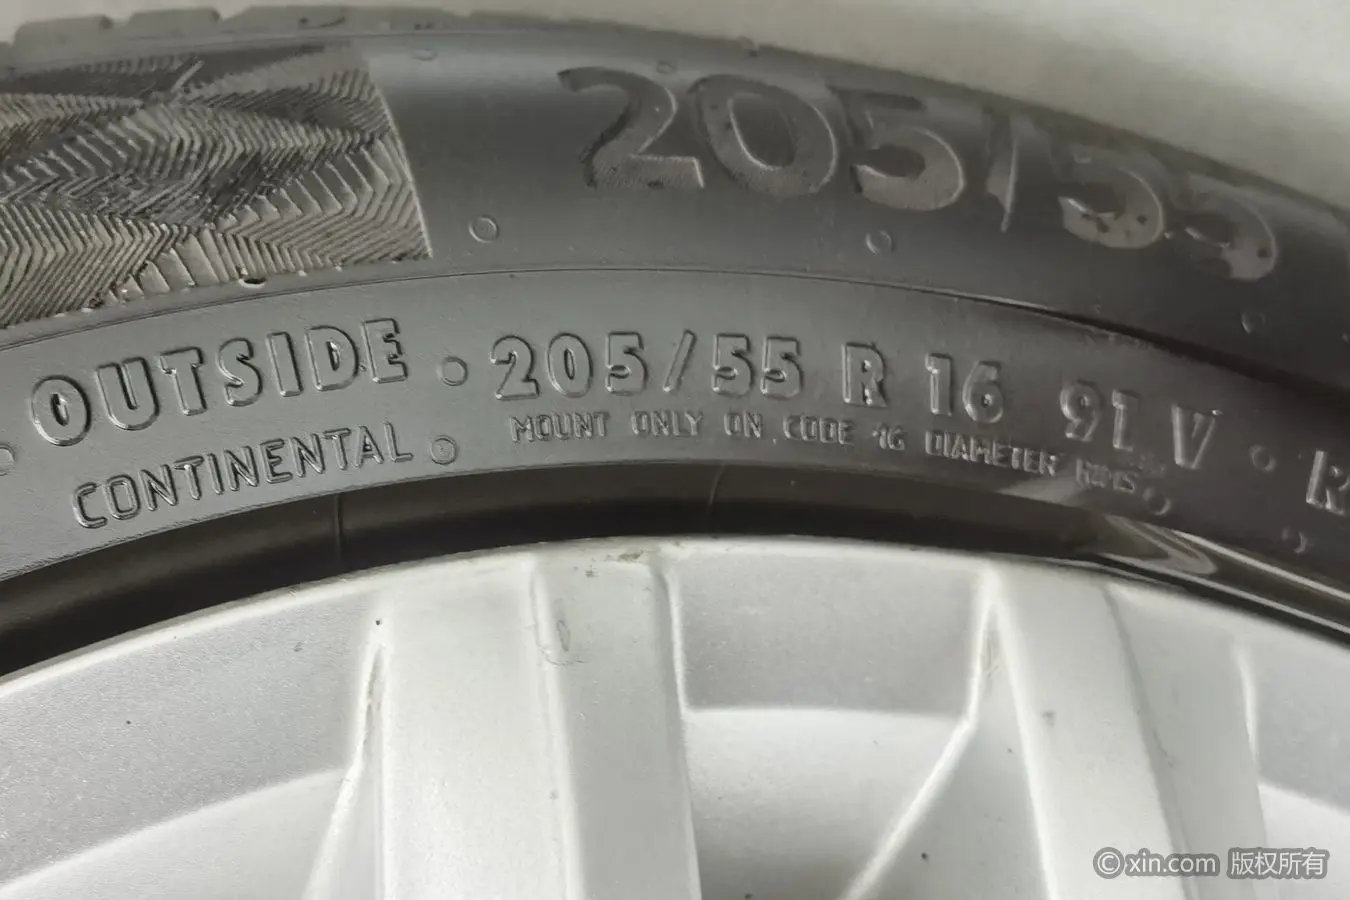 205/55
OUTSIDE · 205/55 R 16 91 V · R
CONTINENTAL
MOUNT ONLY ON CODE 16 DIAMETER RIMS
©xin.com 版权所有